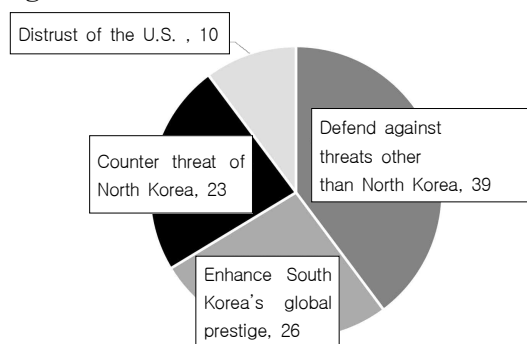 Distrust of the U.S. , 10
Defend against
threats other
than North Korea, 39
Counter threat of
North Korea, 23
Enhance South
Korea's global
prestige, 26